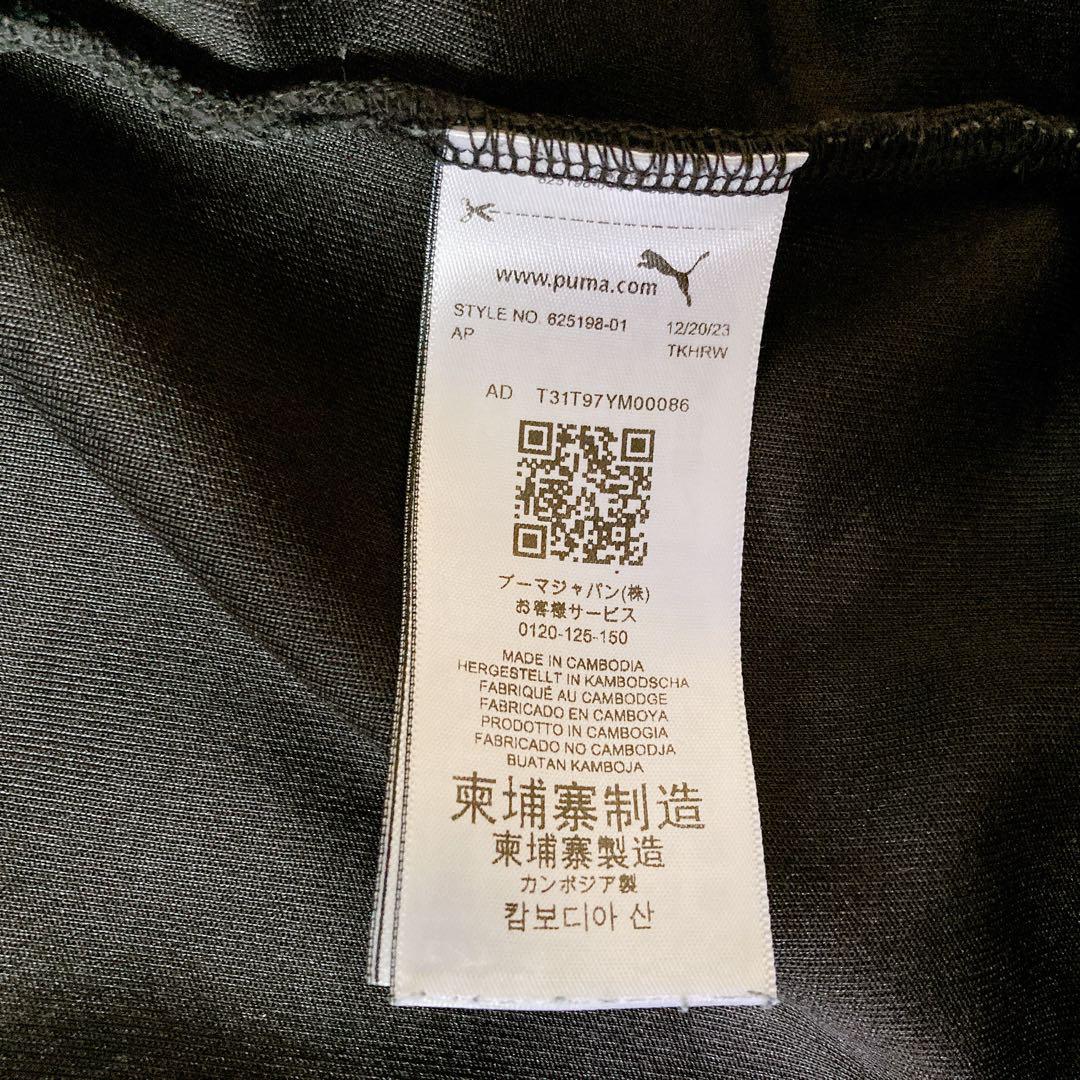 www.puma.com
STYLE NO. 625198-01 12/20/23
AP TKHRW
AD T31T97YM00086
プーマジャパン(株)
お客様サービス
0120-125-150
MADE IN CAMBODIA
HERGESTELLT IN KAMBODSCHA
FABRIQUÉ AU CAMBODGE
FABRICADO EN CAMBOYA
PRODOTTO IN CAMBOGIA
FABRICADO NO CAMBODJA
BUATAN KAMBOJA
柬埔寨制造
柬埔寨製造
カンボジア製
캄보디아 산